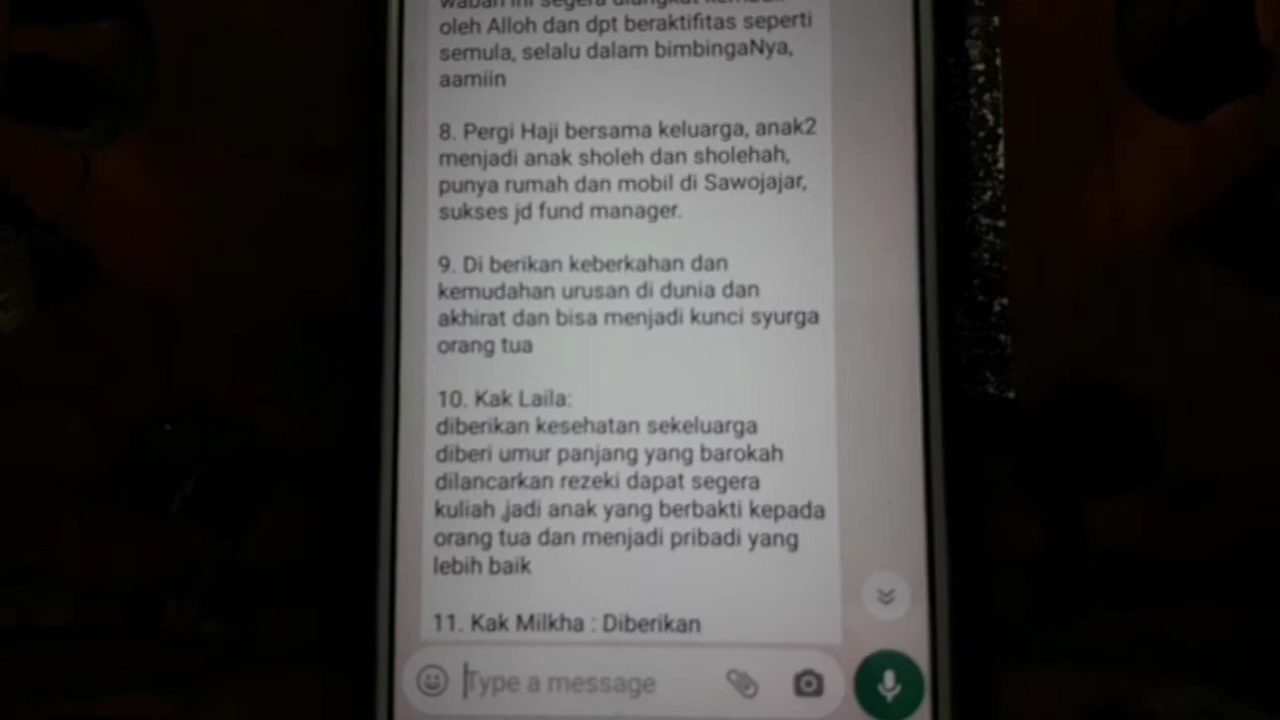 wabah ini segera diangkat
oleh Alloh dan dpt beraktifitas seperti
semula, selalu dalam bimbingaNya,
aamiin
8. Pergi Haji bersama keluarga, anak2
menjadi anak sholeh dan sholehah,
punya rumah dan mobil di Sawojajar,
sukses jd fund manager.
9. Di berikan keberkahan dan
kemudahan urusan di dunia dan
akhirat dan bisa menjadi kunci syurga
orang tua
10. Kak Laila:
diberikan kesehatan sekeluarga
diberi umur panjang yang barokah
dilancarkan rezeki dapat segera
kuliah ,jadi anak yang berbakti kepada
orang tua dan menjadi pribadi yang
lebih baik
11. Kak Milkha : Diberikan
Type a message